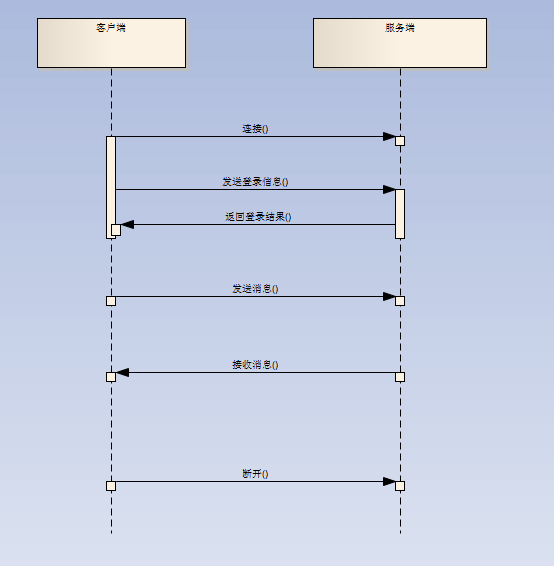 客户端
服务端
连接()
发送登录信息()
返回登录结果()
发送消息()
接收消息()
断开()